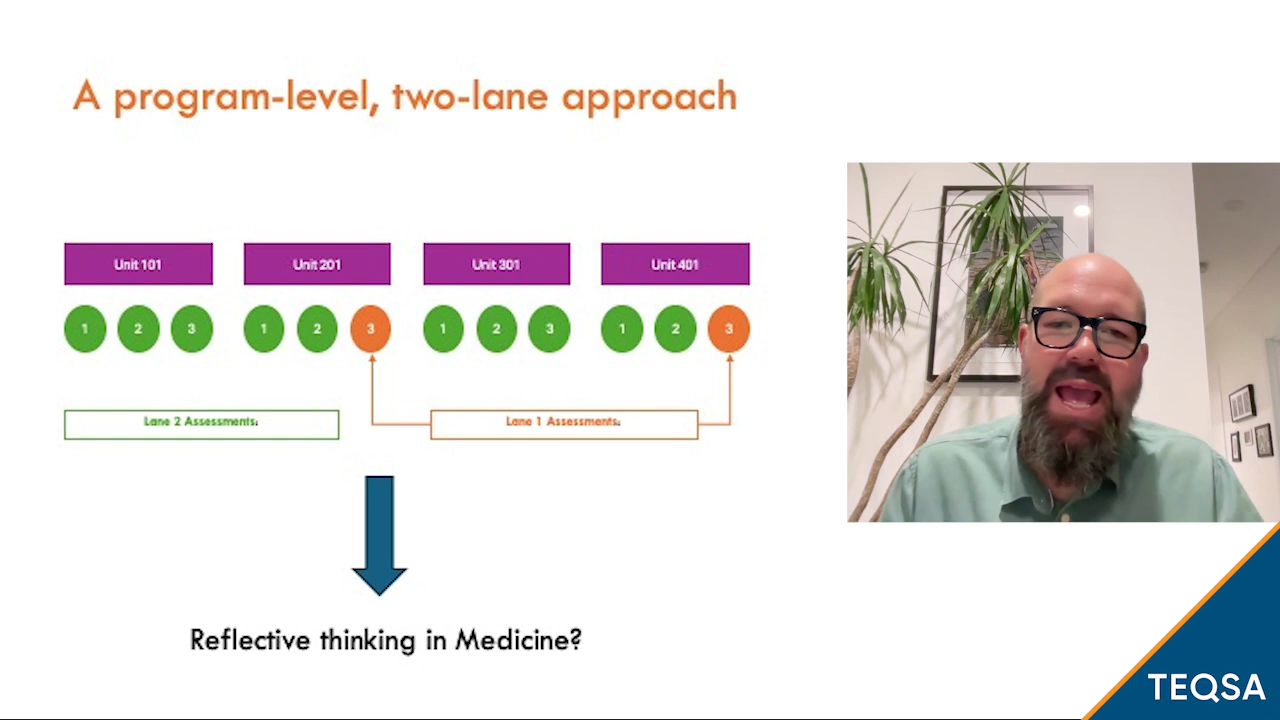 A program-level, two-lane approach
Unit 101
Unit 201
Unit 301
Unit 401
1 2 3
1 2 3
1 2 3
1 2 3
Lane 2 Assessments:
Lane 1 Assessments:
Reflective thinking in Medicine?
TEQSA